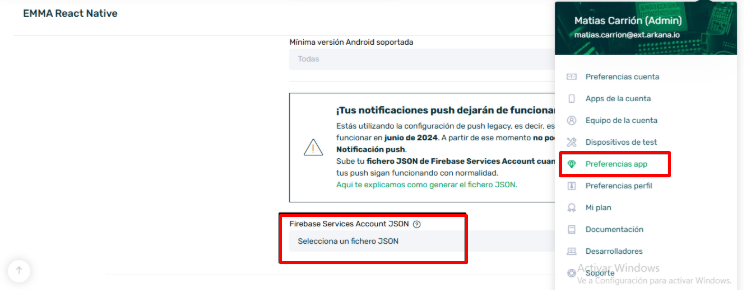 EMMA React Native
Mínima versión Android soportada
Todas
¡Tus notificaciones push dejarán de funcionar
Estás utilizando la configuración de push legacy, es decir, es
funcionar en junio de 2024. A partir de ese momento no po
Notificación push.
Sube tu fichero JSON de Firebase Services Account cuan
tus push sigan funcionando con normalidad.
Aqui te explicamos como generar el fichero JSON.
Firebase Services Account JSON
Selecciona un fichero JSON
Matias Carrión (Admin)
matias.carrion@ext.arkana.io
Preferencias cuenta
Apps de la cuenta
Equipo de la cuenta
Dispositivos de test
Preferencias app
Preferencias perfil
Mi plan
Documentación
Desarrolladores
Soporte
Activar Windows
Ve a Configuración para activar Windows.